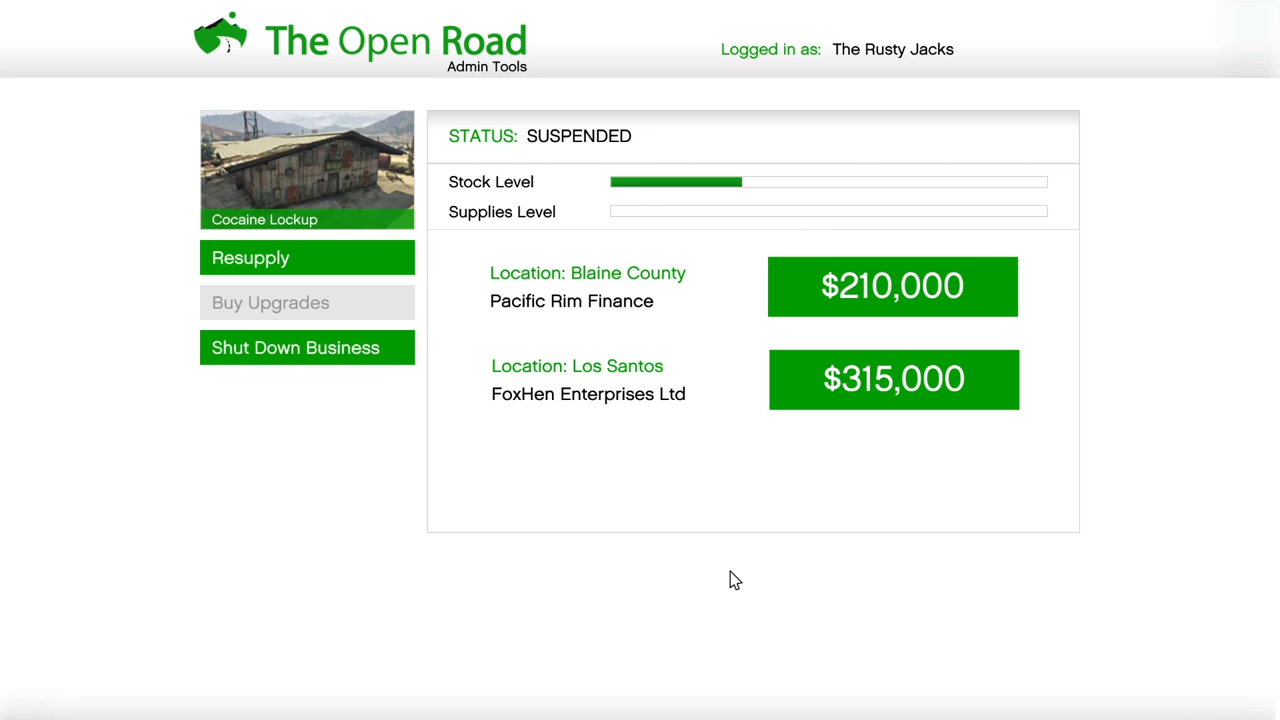 The Open Road
Admin Tools
Logged in as: The Rusty Jacks
Cocaine Lockup
Resupply
Buy Upgrades
Shut Down Business
STATUS: SUSPENDED
Stock Level
Supplies Level
Location: Blaine County
Pacific Rim Finance
$210,000
Location: Los Santos
FoxHen Enterprises Ltd
$315,000